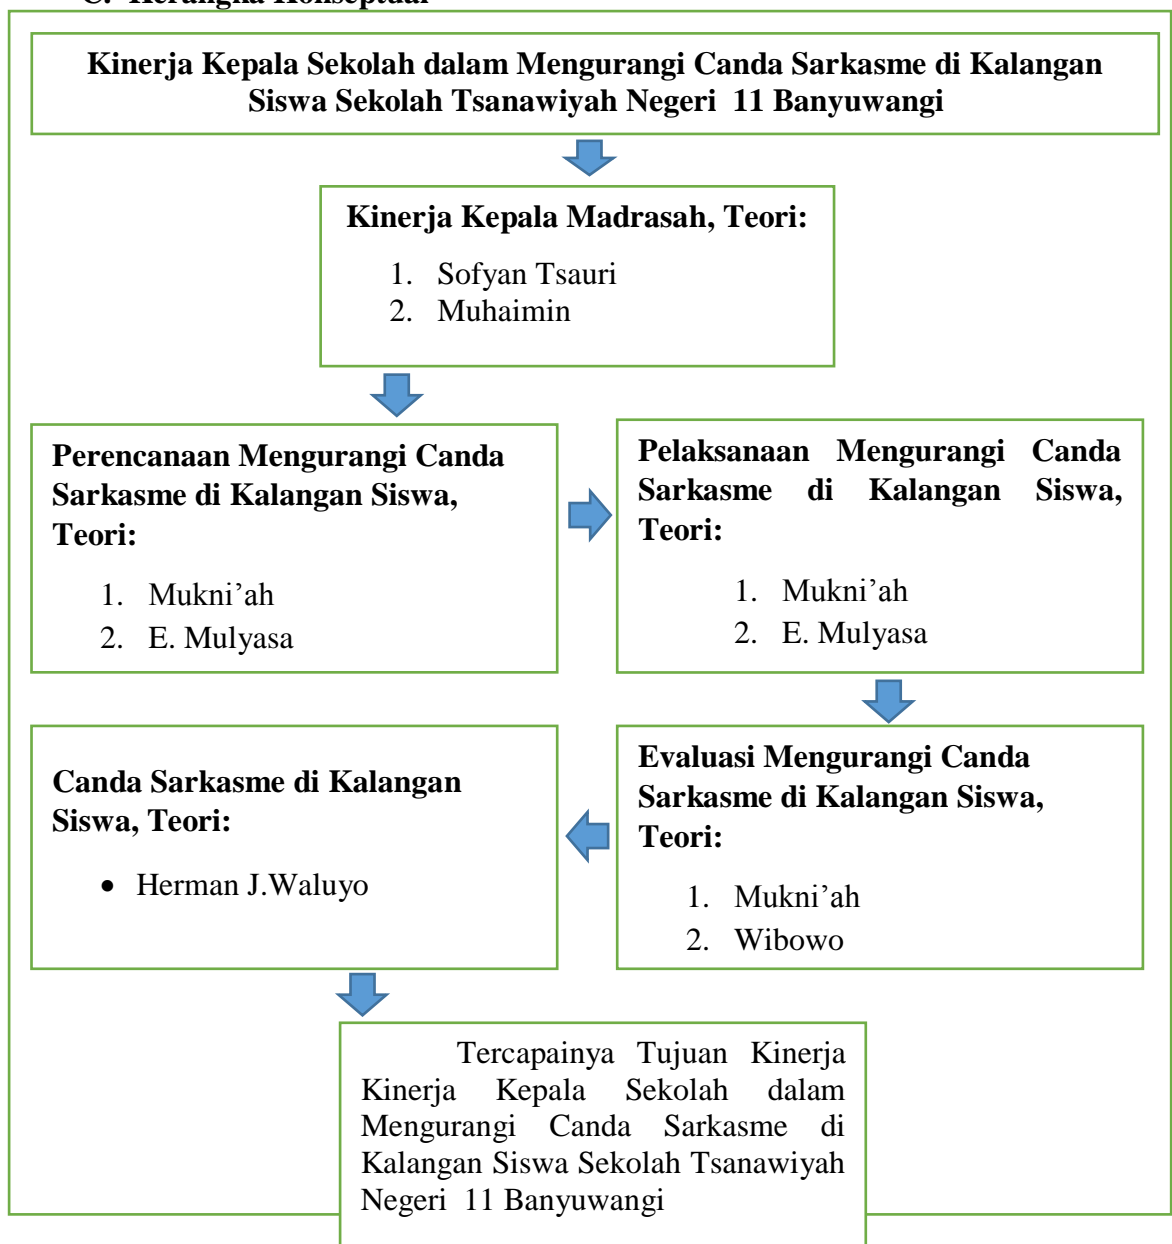 C. Kerangka Konseptual
Kinerja Kepala Sekolah dalam Mengurangi Canda Sarkasme di Kalangan
Siswa Sekolah Tsanawiyah Negeri 11 Banyuwangi
Kinerja Kepala Madrasah, Teori:
1. Sofyan Tsauri
2. Muhaimin
Perencanaan Mengurangi Canda
Sarkasme di Kalangan Siswa,
Teori:
1. Mukni’ah
2. E. Mulyasa
Pelaksanaan Mengurangi Canda
Sarkasme di Kalangan Siswa,
Teori:
1. Mukni’ah
2. E. Mulyasa
Evaluasi Mengurangi Canda
Sarkasme di Kalangan Siswa,
Teori:
1. Mukni’ah
2. Wibowo
Canda Sarkasme di Kalangan
Siswa, Teori:
• Herman J.Waluyo
Tercapainya Tujuan Kinerja
Kinerja Kepala Sekolah dalam
Mengurangi Canda Sarkasme di
Kalangan Siswa Sekolah Tsanawiyah
Negeri 11 Banyuwangi